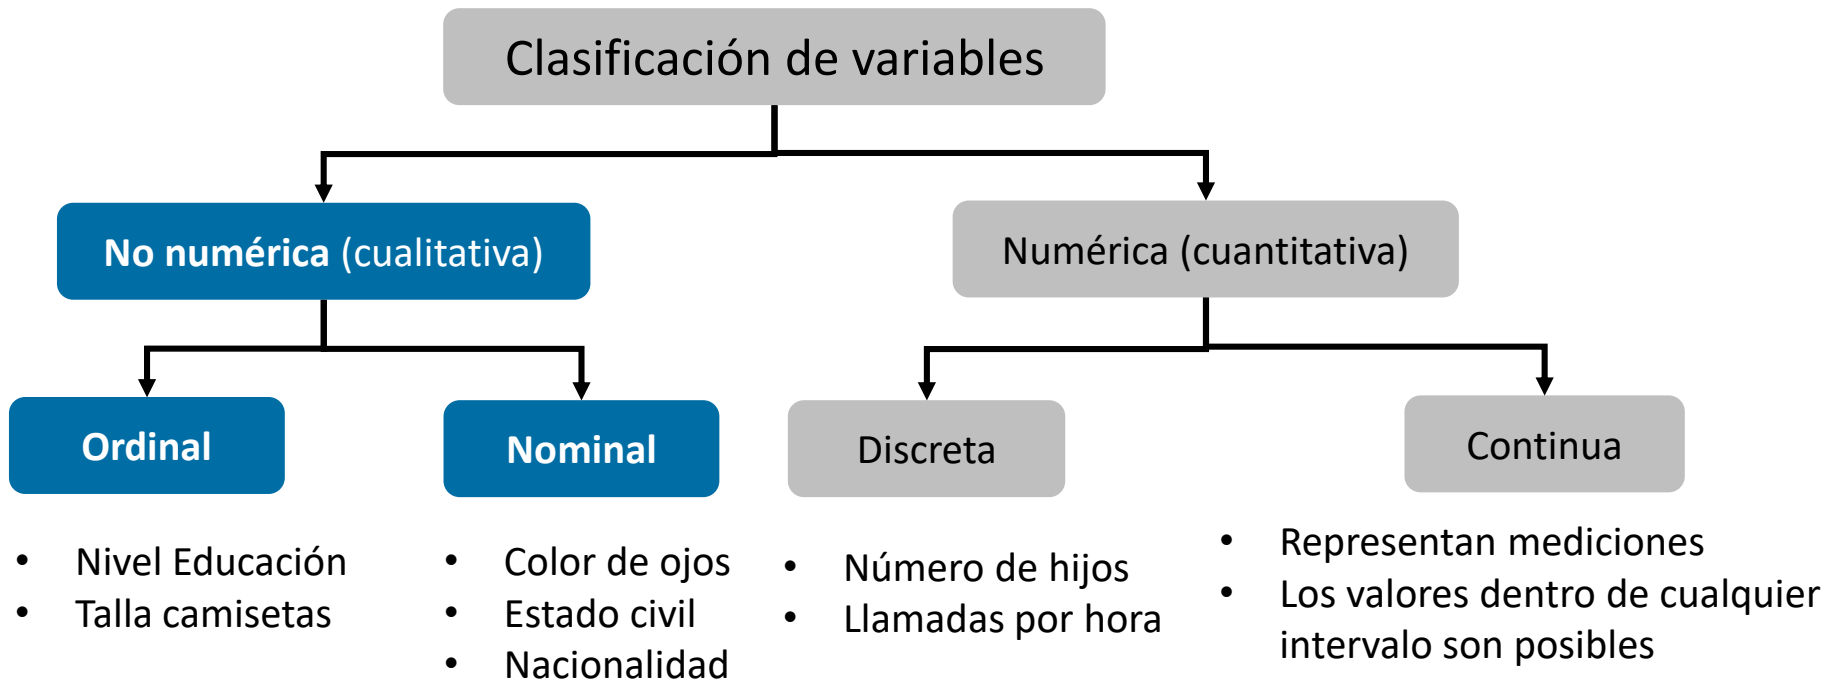 Clasificación de variables
No numérica (cualitativa)
Numérica (cuantitativa)
Ordinal
Nominal
Discreta
Continua
• Nivel Educación
• Talla camisetas
• Color de ojos
• Estado civil
• Nacionalidad
• Número de hijos
• Llamadas por hora
• Representan mediciones
• Los valores dentro de cualquier
intervalo son posibles